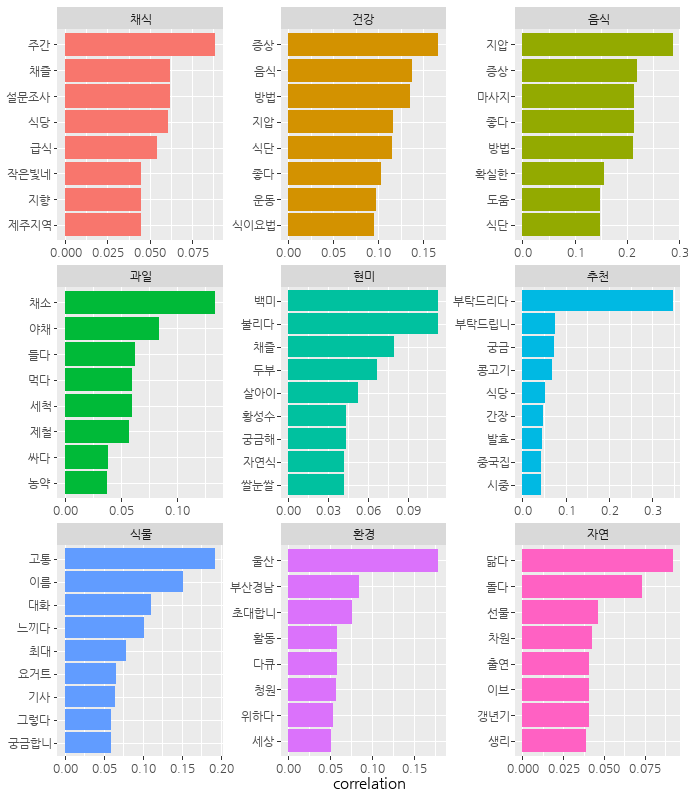 채식
주간
채즐
설문조사
식당
급식
작은빛네
지향
제주지역
0.000 0.025 0.050 0.075
건강
증상
음식
방법
지압
식단
좋다
운동
식이요법
0.00 0.05 0.10 0.15
음식
지압
증상
마사지
좋다
방법
확실한
도움
식단
0.0 0.1 0.2 0.3
과일
채소
야채
들다
먹다
세척
제철
싸다
농약
0.00 0.05 0.10
현미
백미
불리다
채즐
두부
살아이
황성수
궁금해
자연식
쌀눈쌀
0.00 0.03 0.06 0.09
추천
부탁드리다
부탁드립니
궁금
콩고기
식당
간장
발효
중국집
시중
0.0 0.1 0.2 0.3
식물
고통
이름
대화
느끼다
최대
요거트
기사
그렇다
궁금합니
0.00 0.05 0.10 0.15 0.20
환경
울산
부산경남
초대합니
활동
다큐
청원
위하다
세상
0.00 0.05 0.10 0.15
자연
닮다
돌다
선물
차원
출연
이브
갱년기
생리
0.000 0.025 0.050 0.075
correlation